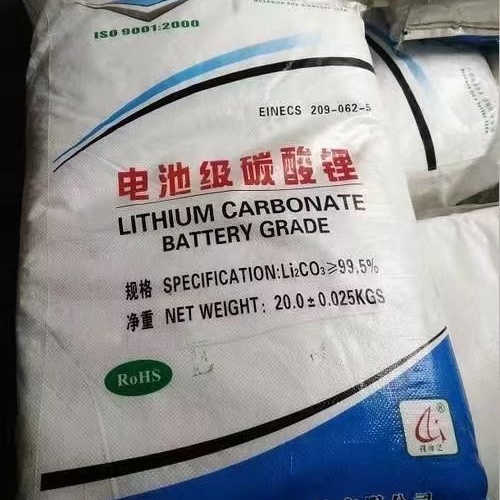 ISO 9001:2000
EINECS 209-062-5
电池级碳酸锂
LITHIUM CARBONATE
BATTERY GRADE
规格 SPECIFICATION:Li₂CO₃≥99.5%
净重 NET WEIGHT: 20.0±0.025KGS
RoHS
Li®